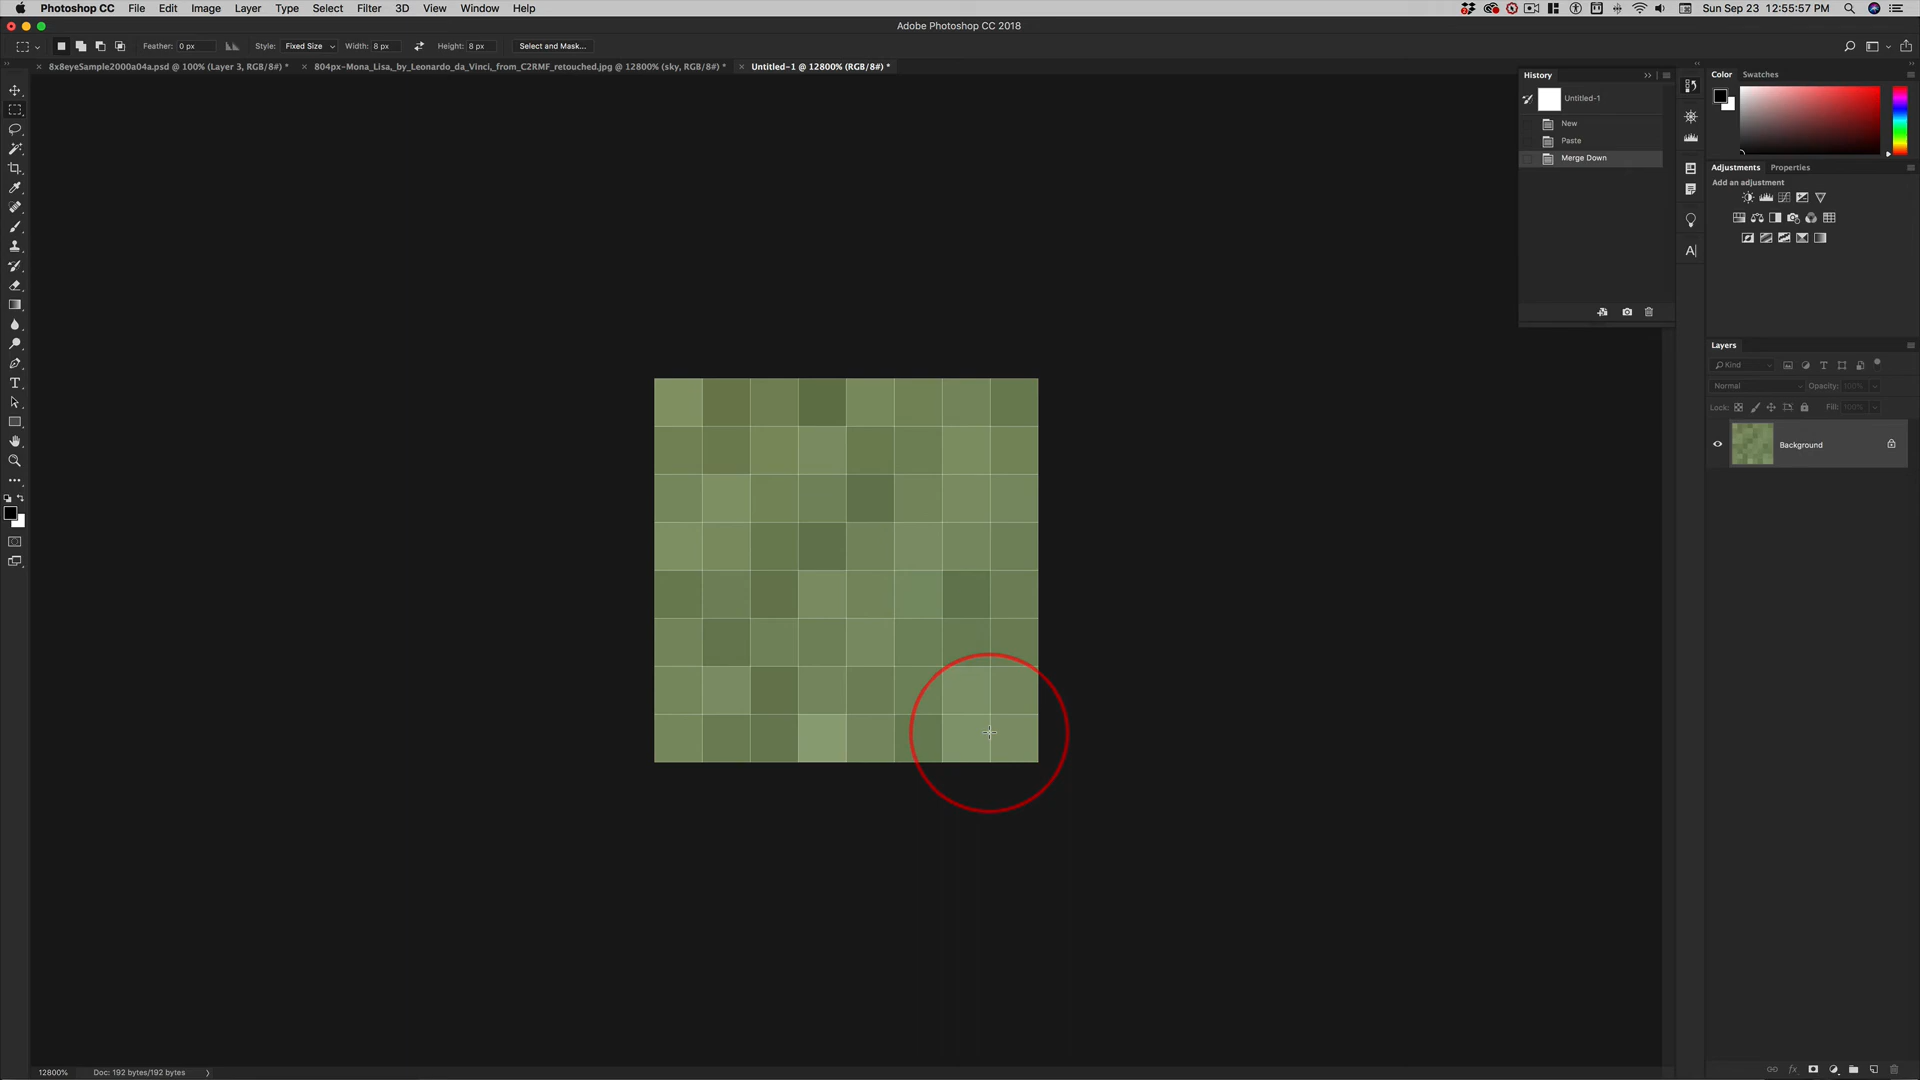 Photoshop CC File Edit Image Layer Type Select Filter 3D View Window Help Sun Sep 23 12:55:57 PM
Adobe Photoshop CC 2018
Feather: 0 px Style: Fixed Size Width: 8 px Height: 8 px Select and Mask...
8x8eyeSample2000a04a.psd @ 100% (Layer 3, RGB/8#) * 804px-Mona_Lisa,_by_Leonardo_da_Vinci,_from_C2RMF_retouched.jpg @ 12800% (sky, RGB/8#) * Untitled-1 @ 12800% (RGB/8#) *
History
Untitled-1
New
Paste
Merge Down
Color Swatches
Adjustments Properties
Add an adjustment
Layers
Kind
Normal Opacity: 100%
Lock: Fill: 100%
Background
12800% Doc: 192 bytes/192 bytes